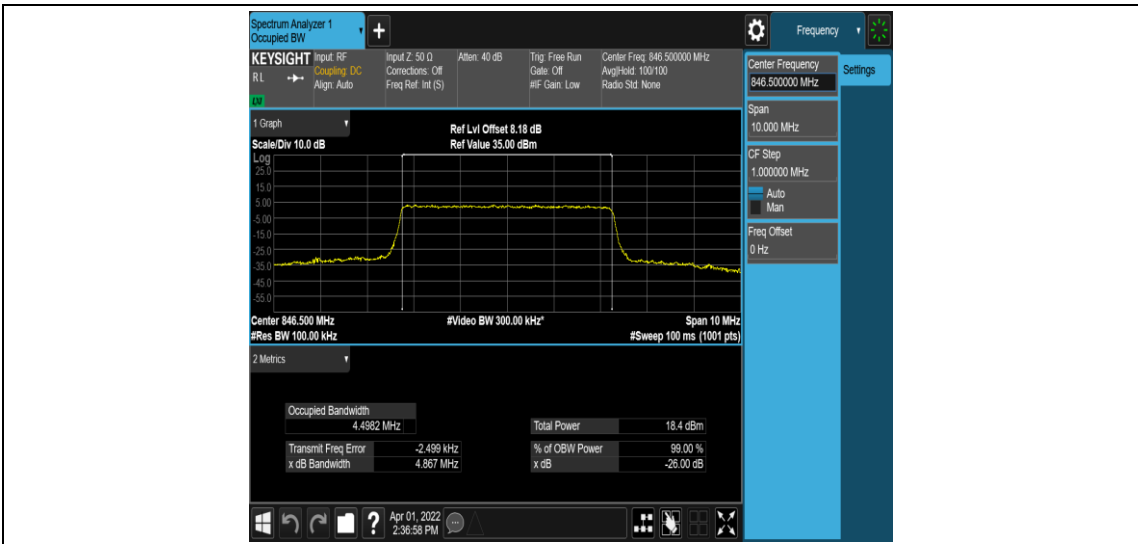 Spectrum Analyzer 1
Occupied BW
Frequency
KEYSIGHT
RL
LXI
Input: RF
Coupling: DC
Align: Auto
Input Z: 50 Ω
Corrections: Off
Freq Ref: Int (S)
Atten: 40 dB
Trig: Free Run
Gate: Off
#IF Gain: Low
Center Freq: 846.500000 MHz
Avg|Hold: 100/100
Radio Std: None
1 Graph
Scale/Div 10.0 dB
Ref Lvl Offset 8.18 dB
Ref Value 35.00 dBm
Log
25.0
15.0
5.00
-5.00
-15.0
-25.0
-35.0
-45.0
-55.0
Center 846.500 MHz
#Video BW 300.00 kHz*
Span 10 MHz
#Res BW 100.00 kHz
#Sweep 100 ms (1001 pts)
2 Metrics
Occupied Bandwidth
4.4982 MHz
Transmit Freq Error -2.499 kHz
x dB Bandwidth 4.867 MHz
Total Power 18.4 dBm
% of OBW Power 99.00 %
x dB -26.00 dB
Center Frequency
846.500000 MHz
Settings
Span
10.000 MHz
CF Step
1.000000 MHz
Auto
Man
Freq Offset
0 Hz
?
Apr 01, 2022
2:36:58 PM